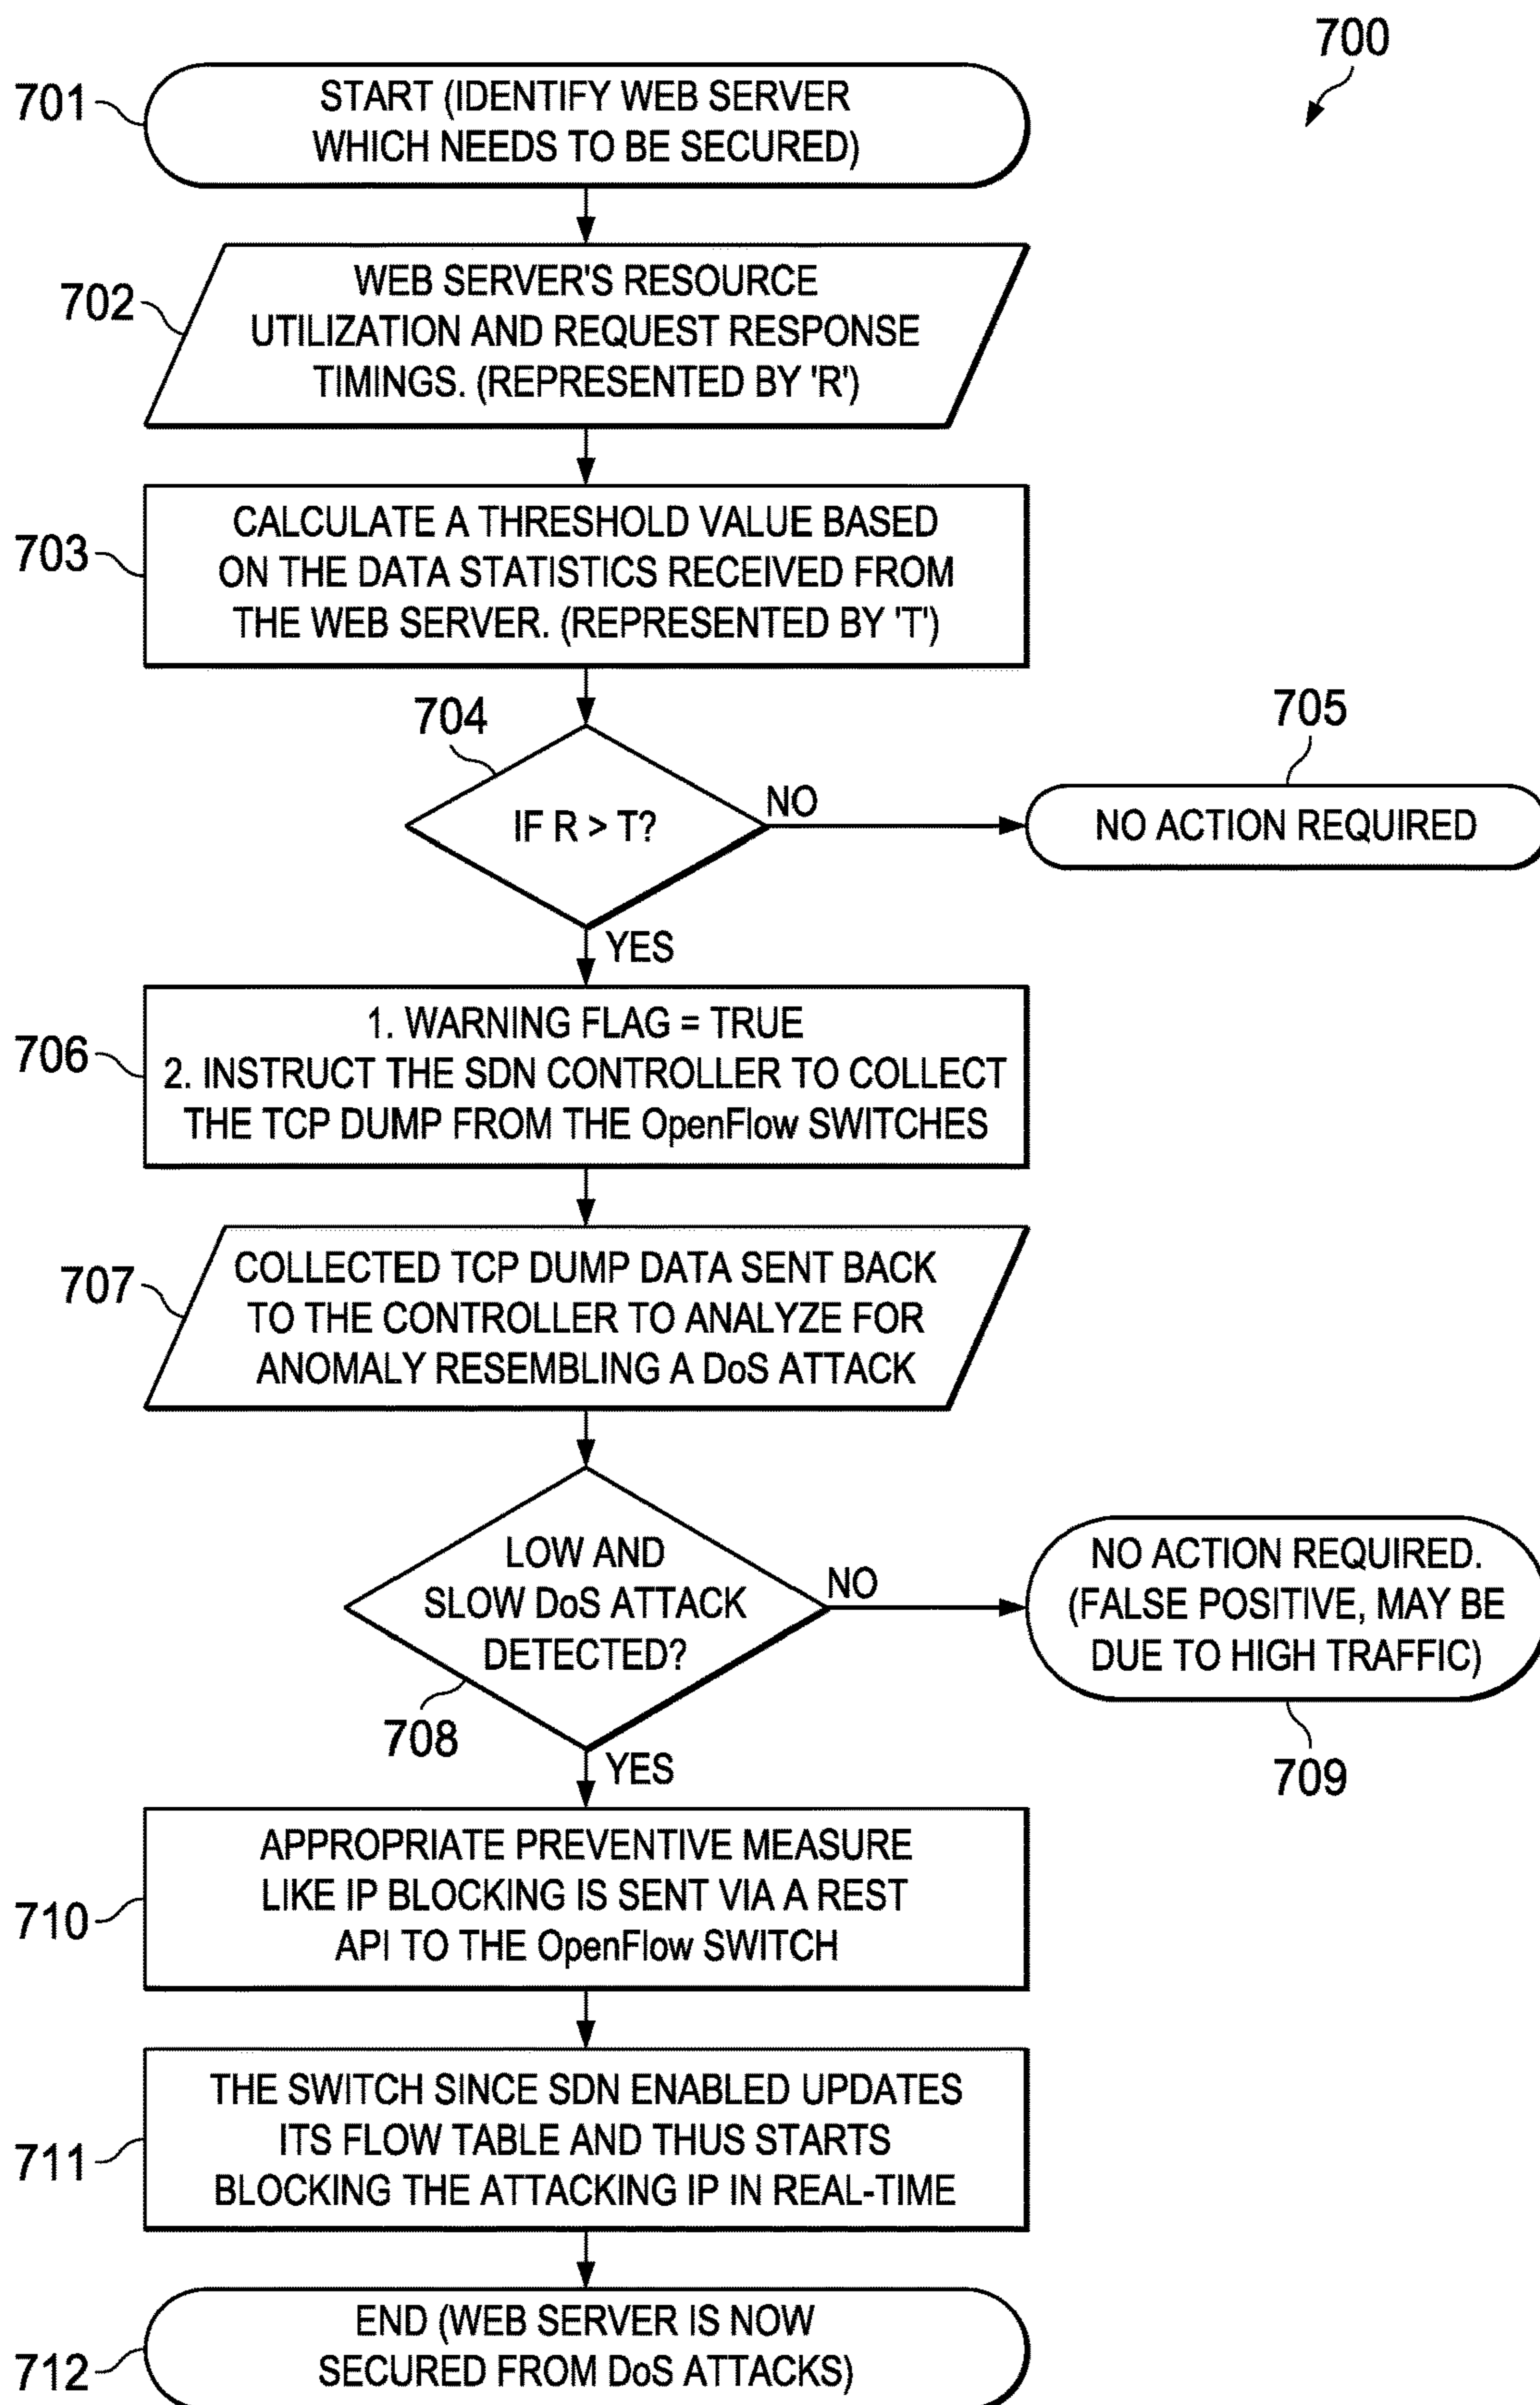 700
701
START (IDENTIFY WEB SERVER
WHICH NEEDS TO BE SECURED)
702
WEB SERVER'S RESOURCE
UTILIZATION AND REQUEST RESPONSE
TIMINGS. (REPRESENTED BY 'R')
703
CALCULATE A THRESHOLD VALUE BASED
ON THE DATA STATISTICS RECEIVED FROM
THE WEB SERVER. (REPRESENTED BY 'T')
704
IF R > T?
NO
705
NO ACTION REQUIRED
YES
706
1. WARNING FLAG = TRUE
2. INSTRUCT THE SDN CONTROLLER TO COLLECT
THE TCP DUMP FROM THE OpenFlow SWITCHES
707
COLLECTED TCP DUMP DATA SENT BACK
TO THE CONTROLLER TO ANALYZE FOR
ANOMALY RESEMBLING A DoS ATTACK
LOW AND
SLOW DoS ATTACK
DETECTED?
708
NO
NO ACTION REQUIRED.
(FALSE POSITIVE, MAY BE
DUE TO HIGH TRAFFIC)
709
YES
710
APPROPRIATE PREVENTIVE MEASURE
LIKE IP BLOCKING IS SENT VIA A REST
API TO THE OpenFlow SWITCH
711
THE SWITCH SINCE SDN ENABLED UPDATES
ITS FLOW TABLE AND THUS STARTS
BLOCKING THE ATTACKING IP IN REAL-TIME
712
END (WEB SERVER IS NOW
SECURED FROM DoS ATTACKS)